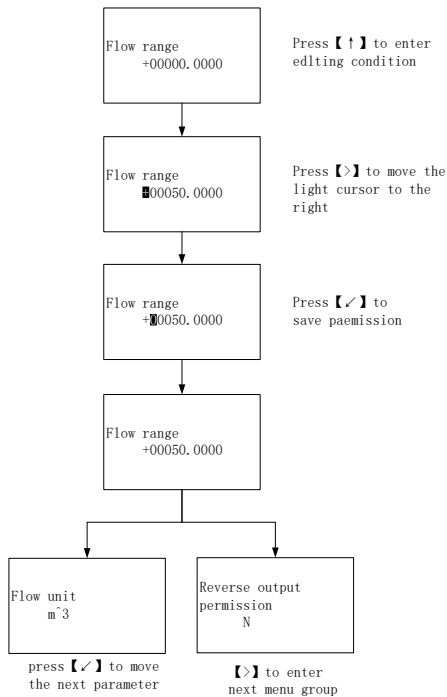 Flow range
+00000.0000
Press【↑】to enter
edlting condition
Flow range
+00050.0000
Press【>】to move the
light cursor to the
right
Flow range
+00050.0000
Press【↙】to
save paemission
Flow range
+00050.0000
Flow unit
m^3
Reverse output
permission
N
press【↙】to move
the next parameter
【>】to enter
next menu group